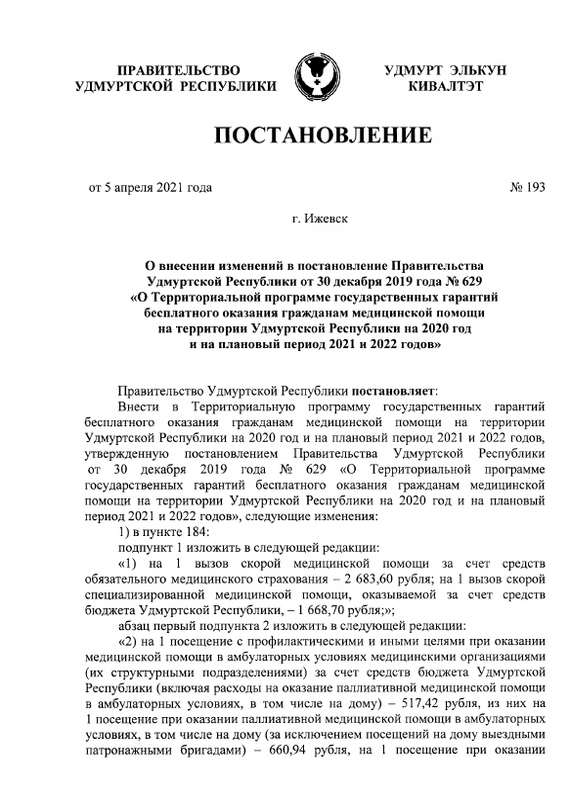 ПРАВИТЕЛЬСТВО
УДМУРТСКОЙ РЕСПУБЛИКИ
УДМУРТ ЭЛЬКУН
КИВАЛТЭТ
ПОСТАНОВЛЕНИЕ
от 5 апреля 2021 года № 193
г. Ижевск
О внесении изменений в постановление Правительства
Удмуртской Республики от 30 декабря 2019 года № 629
«О Территориальной программе государственных гарантий
бесплатного оказания гражданам медицинской помощи
на территории Удмуртской Республики на 2020 год
и на плановый период 2021 и 2022 годов»
Правительство Удмуртской Республики постановляет:
Внести в Территориальную программу государственных гарантий
бесплатного оказания гражданам медицинской помощи на территории
Удмуртской Республики на 2020 год и на плановый период 2021 и 2022 годов,
утвержденную постановлением Правительства Удмуртской Республики
от 30 декабря 2019 года № 629 «О Территориальной программе
государственных гарантий бесплатного оказания гражданам медицинской
помощи на территории Удмуртской Республики на 2020 год и на плановый
период 2021 и 2022 годов», следующие изменения:
1) в пункте 184:
подпункт 1 изложить в следующей редакции:
«1) на 1 вызов скорой медицинской помощи за счет средств
обязательного медицинского страхования – 2 683,60 рубля; на 1 вызов скорой
специализированной медицинской помощи, оказываемой за счет средств
бюджета Удмуртской Республики, – 1 668,70 рубля;»;
абзац первый подпункта 2 изложить в следующей редакции:
«2) на 1 посещение с профилактическими и иными целями при оказании
медицинской помощи в амбулаторных условиях медицинскими организациями
(их структурными подразделениями) за счет средств бюджета Удмуртской
Республики (включая расходы на оказание паллиативной медицинской помощи
в амбулаторных условиях, в том числе на дому) – 517,42 рубля, из них на
1 посещение при оказании паллиативной медицинской помощи в амбулаторных
условиях, в том числе на дому (за исключением посещений на дому выездными
патронажными бригадами) – 660,94 рубля, на 1 посещение при оказании